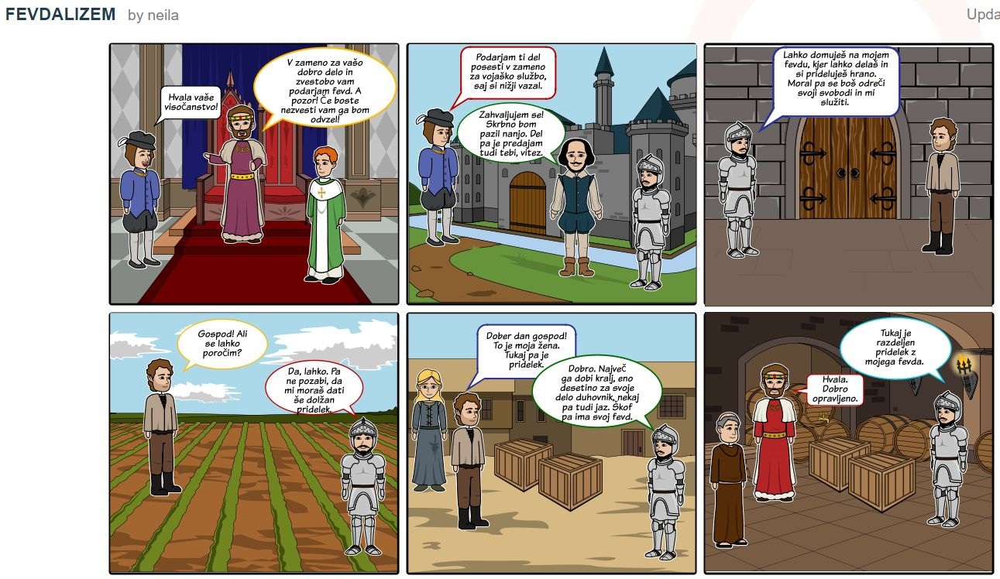 FEVDALIZEM by neila
Upda
Hvala vaše
visočanstvo!
V zameno za vašo
dobro delo in
zvestobo vam
podarjam fevd. A
pozor! Če boste
nezvesti vam ga bom
odvzel!
Podarjam ti del
posesti v zameno
za vojaško službo,
saj si nižji vazal.
Zahvaljujem se!
Skrbno bom
pazil nanjo. Del
pa je predajam
tudi tebi, vitez.
Lahko domuješ na mojem
fevdu, kjer lahko delaš in
si prideluješ hrano.
Moral pa se boš odreči
svoji svobodi in mi
služiti.
Gospod! Ali
se lahko
poročim?
Da, lahko. Pa
ne pozabi, da
mi moraš dati
še dolžan
pridelek.
Dober dan gospod!
To je moja žena.
Tukaj pa je
pridelek.
Dobro. Največ
ga dobi kralj, eno
desetino za svoje
delo duhovnik, nekaj
pa tudi jaz. Škof
pa ima svoj fevd.
Tukaj je
razdeljen
pridelek z
mojega fevda.
Hvala.
Dobro
opravljeno.